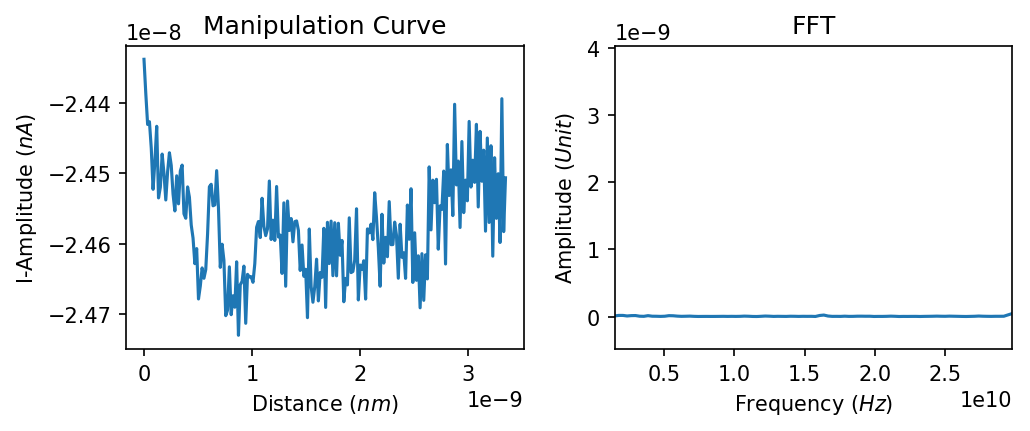 1e−8 Manipulation Curve
I-Amplitude (nA)
−2.44
−2.45
−2.46
−2.47
0 1 2 3
Distance (nm) 1e−9
1e−9 FFT
Amplitude (Unit)
4
3
2
1
0
0.5 1.0 1.5 2.0 2.5
Frequency (Hz) 1e10